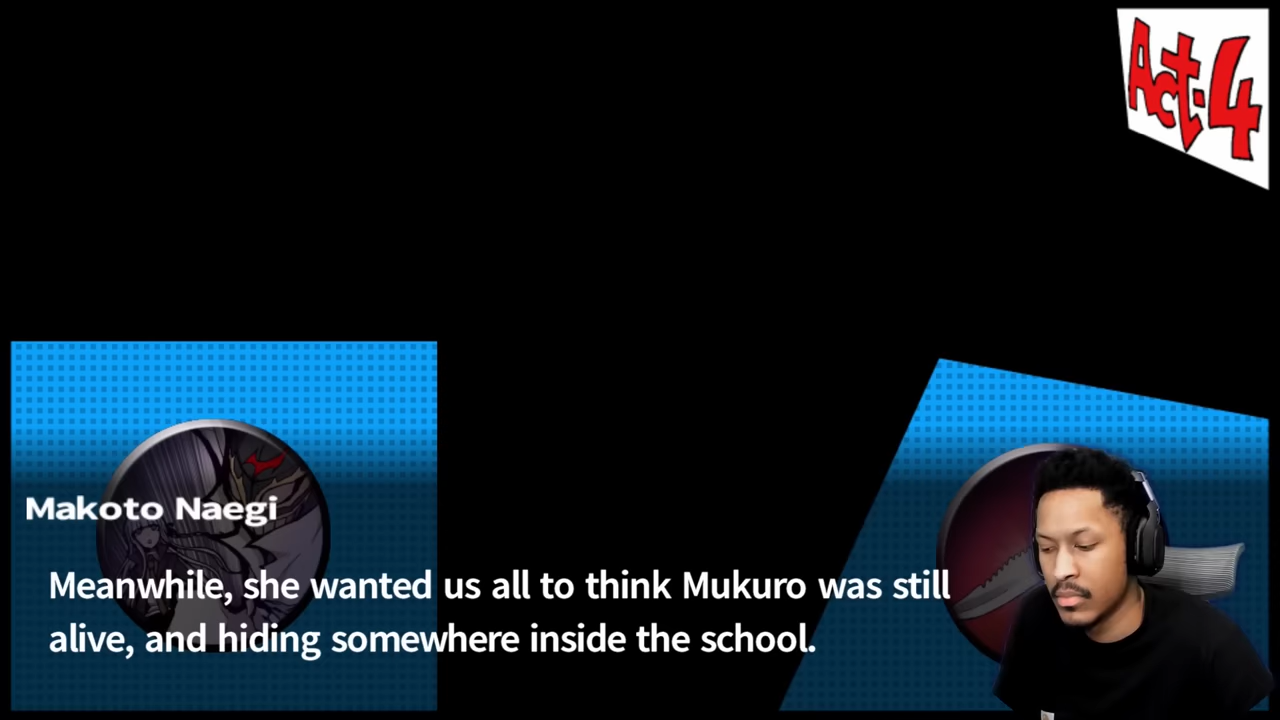 Act.4
Makoto Naegi
Meanwhile, she wanted us all to think Mukuro was still
alive, and hiding somewhere inside the school.